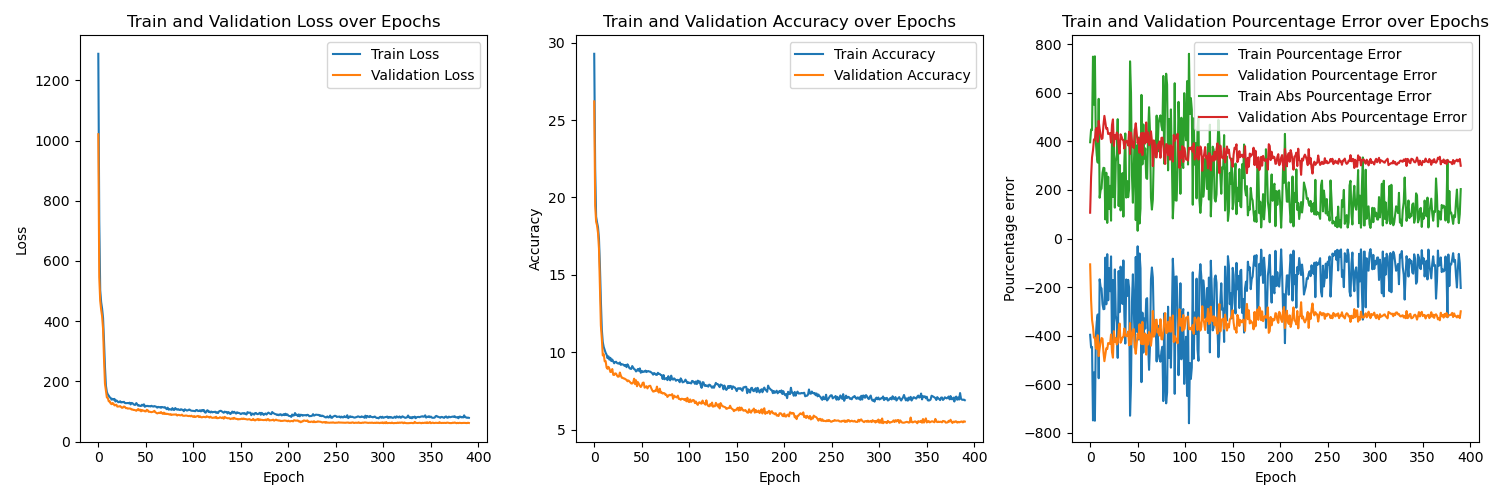 Train and Validation Loss over Epochs
Train Loss
Validation Loss
1200
1000
800
600
400
200
0
Loss
0 50 100 150 200 250 300 350 400
Epoch
Train and Validation Accuracy over Epochs
Train Accuracy
Validation Accuracy
30
25
20
15
10
5
Accuracy
0 50 100 150 200 250 300 350 400
Epoch
Train and Validation Pourcentage Error over Epochs
Train Pourcentage Error
Validation Pourcentage Error
Train Abs Pourcentage Error
Validation Abs Pourcentage Error
800
600
400
200
0
−200
−400
−600
−800
Pourcentage error
0 50 100 150 200 250 300 350 400
Epoch